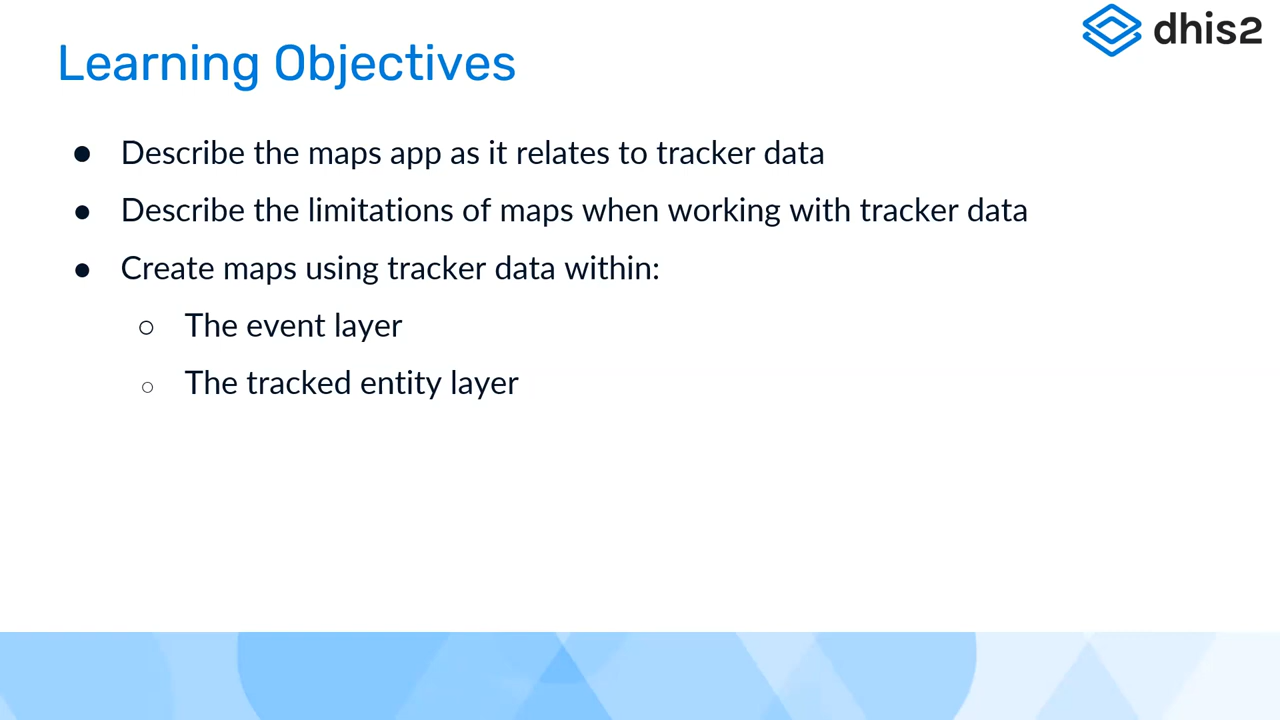 dhis2
Learning Objectives
● Describe the maps app as it relates to tracker data
● Describe the limitations of maps when working with tracker data
● Create maps using tracker data within:
○ The event layer
○ The tracked entity layer